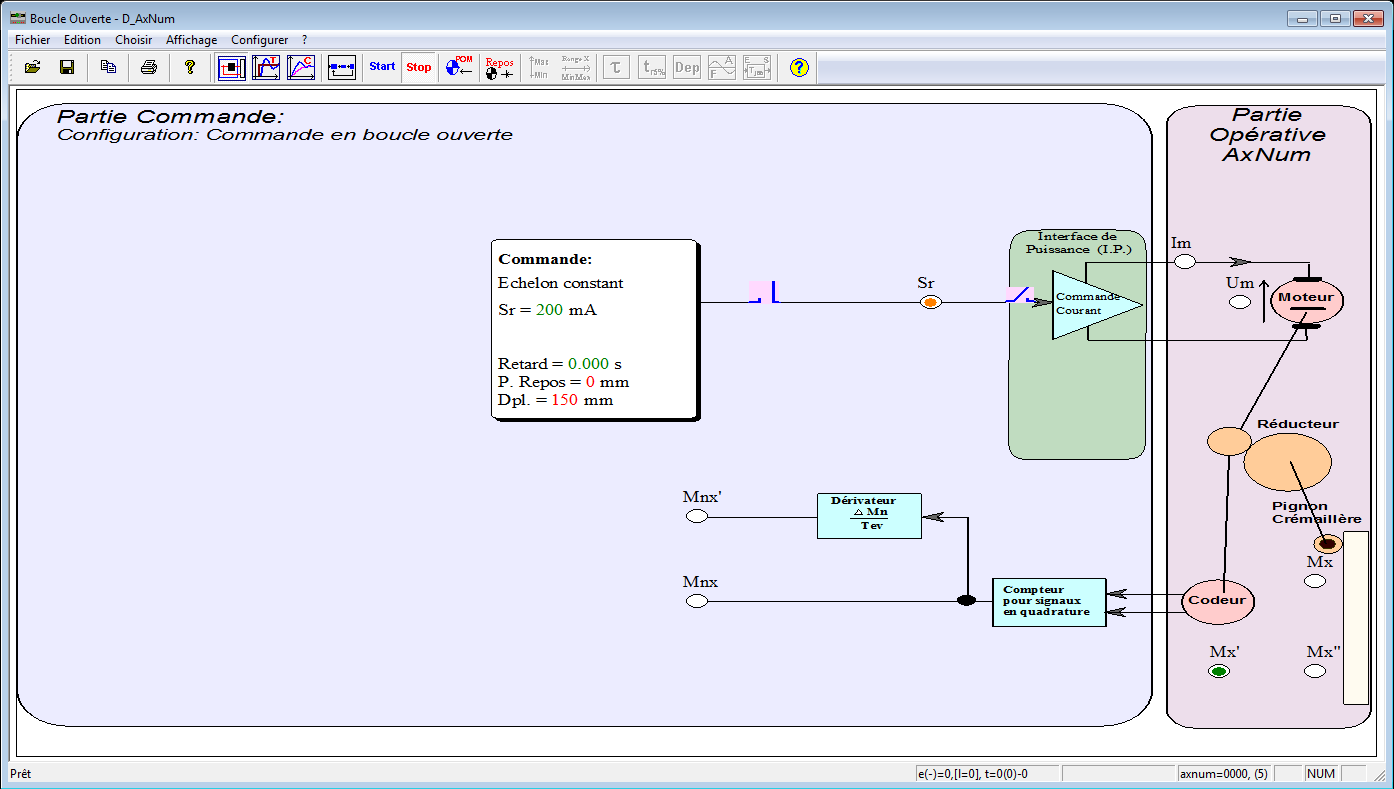 Boucle Ouverte - D_AxNum
Fichier Edition Choisir Affichage Configurer ?
Start Stop POM Repos Max Min Range X MinMax τ tr5% Dep A F E S Tim
Partie Commande:
Configuration: Commande en boucle ouverte
Partie
Opérative
AxNum
Commande:
Echelon constant
Sr = 200 mA
Retard = 0.000 s
P. Repos = 0 mm
Dpl. = 150 mm
Sr
Interface de
Puissance (I.P.)
Commande
Courant
Im
Um
Moteur
Réducteur
Pignon
Crémaillère
Mnx'
Dérivateur
△ Mn
Tev
Mnx
Compteur
pour signaux
en quadrature
Codeur
Mx
Mx'
Mx"
Prêt
e(-)=0,[I=0], t=0(0)-0
axnum=0000, (5)
NUM